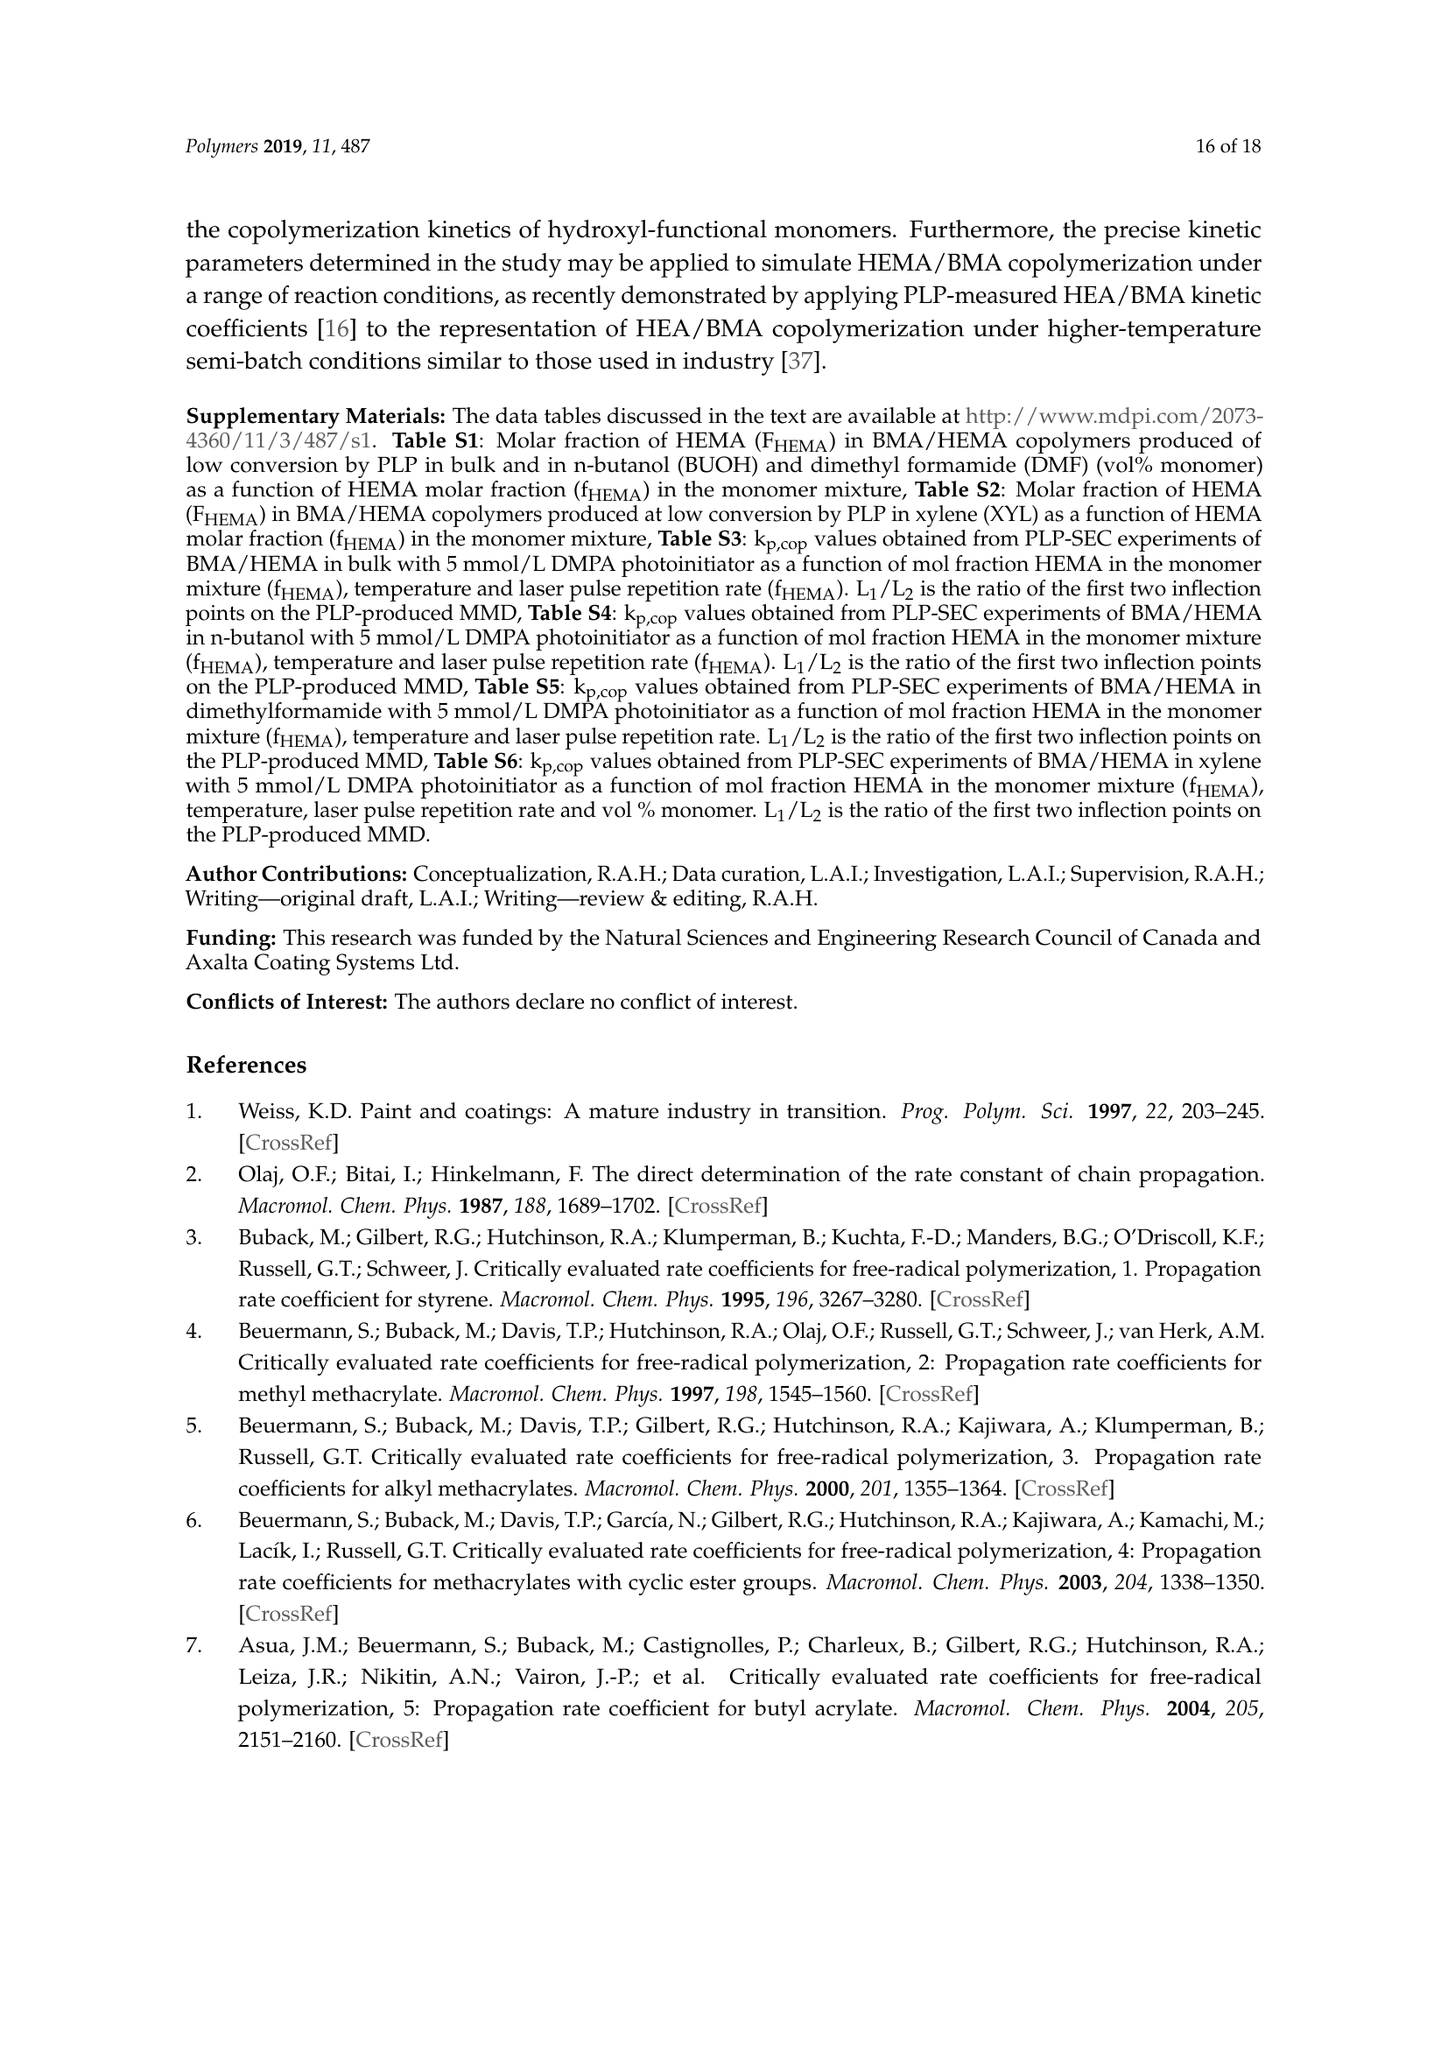 Polymers 2019, 11, 487
16 of 18
the copolymerization kinetics of hydroxyl-functional monomers. Furthermore, the precise kinetic
parameters determined in the study may be applied to simulate HEMA/BMA copolymerization under
a range of reaction conditions, as recently demonstrated by applying PLP-measured HEA/BMA kinetic
coefficients [16] to the representation of HEA/BMA copolymerization under higher-temperature
semi-batch conditions similar to those used in industry [37].
Supplementary Materials: The data tables discussed in the text are available at http://www.mdpi.com/2073-
4360/11/3/487/s1. Table S1: Molar fraction of HEMA (FHEMA) in BMA/HEMA copolymers produced of
low conversion by PLP in bulk and in n-butanol (BUOH) and dimethyl formamide (DMF) (vol% monomer)
as a function of HEMA molar fraction (fHEMA) in the monomer mixture, Table S2: Molar fraction of HEMA
(FHEMA) in BMA/HEMA copolymers produced at low conversion by PLP in xylene (XYL) as a function of HEMA
molar fraction (fHEMA) in the monomer mixture, Table S3: kp,cop values obtained from PLP-SEC experiments of
BMA/HEMA in bulk with 5 mmol/L DMPA photoinitiator as a function of mol fraction HEMA in the monomer
mixture (fHEMA), temperature and laser pulse repetition rate (fHEMA). L1/L2 is the ratio of the first two inflection
points on the PLP-produced MMD, Table S4: kp,cop values obtained from PLP-SEC experiments of BMA/HEMA
in n-butanol with 5 mmol/L DMPA photoinitiator as a function of mol fraction HEMA in the monomer mixture
(fHEMA), temperature and laser pulse repetition rate (fHEMA). L1/L2 is the ratio of the first two inflection points
on the PLP-produced MMD, Table S5: kp,cop values obtained from PLP-SEC experiments of BMA/HEMA in
dimethylformamide with 5 mmol/L DMPA photoinitiator as a function of mol fraction HEMA in the monomer
mixture (fHEMA), temperature and laser pulse repetition rate. L1/L2 is the ratio of the first two inflection points on
the PLP-produced MMD, Table S6: kp,cop values obtained from PLP-SEC experiments of BMA/HEMA in xylene
with 5 mmol/L DMPA photoinitiator as a function of mol fraction HEMA in the monomer mixture (fHEMA),
temperature, laser pulse repetition rate and vol % monomer. L1/L2 is the ratio of the first two inflection points on
the PLP-produced MMD.
Author Contributions: Conceptualization, R.A.H.; Data curation, L.A.I.; Investigation, L.A.I.; Supervision, R.A.H.;
Writing—original draft, L.A.I.; Writing—review & editing, R.A.H.
Funding: This research was funded by the Natural Sciences and Engineering Research Council of Canada and
Axalta Coating Systems Ltd.
Conflicts of Interest: The authors declare no conflict of interest.
References
1. Weiss, K.D. Paint and coatings: A mature industry in transition. Prog. Polym. Sci. 1997, 22, 203–245.
[CrossRef]
2. Olaj, O.F.; Bitai, I.; Hinkelmann, F. The direct determination of the rate constant of chain propagation.
Macromol. Chem. Phys. 1987, 188, 1689–1702. [CrossRef]
3. Buback, M.; Gilbert, R.G.; Hutchinson, R.A.; Klumperman, B.; Kuchta, F.-D.; Manders, B.G.; O’Driscoll, K.F.;
Russell, G.T.; Schweer, J. Critically evaluated rate coefficients for free-radical polymerization, 1. Propagation
rate coefficient for styrene. Macromol. Chem. Phys. 1995, 196, 3267–3280. [CrossRef]
4. Beuermann, S.; Buback, M.; Davis, T.P.; Hutchinson, R.A.; Olaj, O.F.; Russell, G.T.; Schweer, J.; van Herk, A.M.
Critically evaluated rate coefficients for free-radical polymerization, 2: Propagation rate coefficients for
methyl methacrylate. Macromol. Chem. Phys. 1997, 198, 1545–1560. [CrossRef]
5. Beuermann, S.; Buback, M.; Davis, T.P.; Gilbert, R.G.; Hutchinson, R.A.; Kajiwara, A.; Klumperman, B.;
Russell, G.T. Critically evaluated rate coefficients for free-radical polymerization, 3. Propagation rate
coefficients for alkyl methacrylates. Macromol. Chem. Phys. 2000, 201, 1355–1364. [CrossRef]
6. Beuermann, S.; Buback, M.; Davis, T.P.; García, N.; Gilbert, R.G.; Hutchinson, R.A.; Kajiwara, A.; Kamachi, M.;
Lacík, I.; Russell, G.T. Critically evaluated rate coefficients for free-radical polymerization, 4: Propagation
rate coefficients for methacrylates with cyclic ester groups. Macromol. Chem. Phys. 2003, 204, 1338–1350.
[CrossRef]
7. Asua, J.M.; Beuermann, S.; Buback, M.; Castignolles, P.; Charleux, B.; Gilbert, R.G.; Hutchinson, R.A.;
Leiza, J.R.; Nikitin, A.N.; Vairon, J.-P.; et al. Critically evaluated rate coefficients for free-radical
polymerization, 5: Propagation rate coefficient for butyl acrylate. Macromol. Chem. Phys. 2004, 205,
2151–2160. [CrossRef]